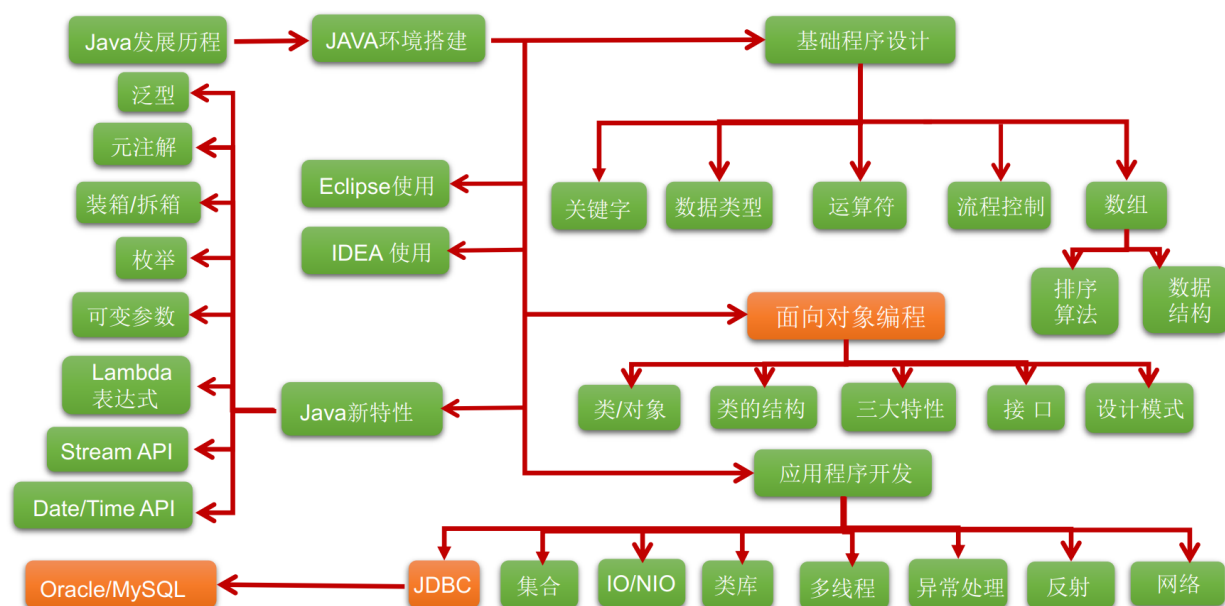 Java发展历程
JAVA环境搭建
基础程序设计
泛型
元注解
装箱/拆箱
枚举
可变参数
Lambda
表达式
Stream API
Date/Time API
Eclipse使用
IDEA 使用
Java新特性
关键字
数据类型
运算符
流程控制
数组
排序
算法
数据
结构
面向对象编程
类/对象
类的结构
三大特性
接 口
设计模式
应用程序开发
Oracle/MySQL
JDBC
集合
IO/NIO
类库
多线程
异常处理
反射
网络